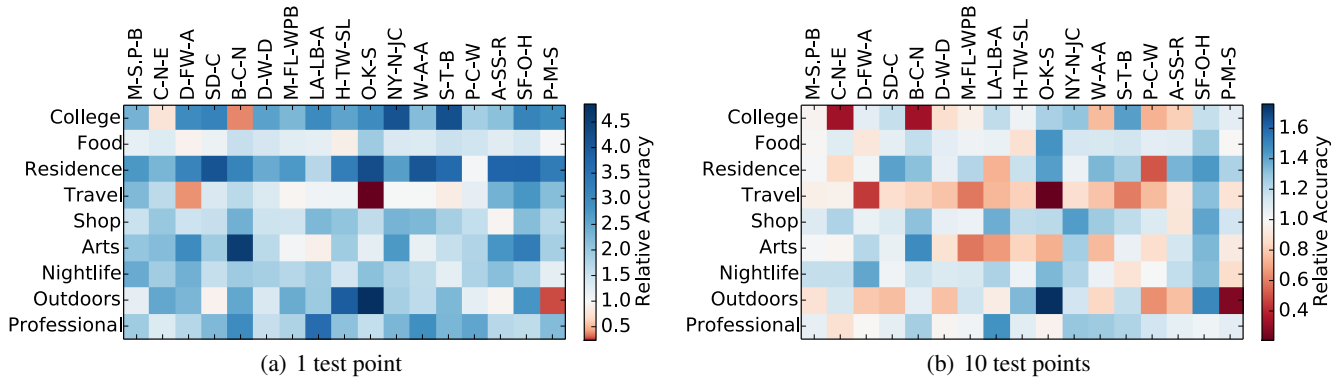 M-S.P-B
C-N-E
D-FW-A
SD-C
B-C-N
D-W-D
M-FL-WPB
LA-LB-A
H-TW-SL
O-K-S
NY-N-JC
W-A-A
S-T-B
P-C-W
A-SS-R
SF-O-H
P-M-S
College
Food
Residence
Travel
Shop
Arts
Nightlife
Outdoors
Professional
4.5
4.0
3.5
3.0
2.5
2.0
1.5
1.0
0.5
Relative Accuracy
(a) 1 test point
M-S.P-B
C-N-E
D-FW-A
SD-C
B-C-N
D-W-D
M-FL-WPB
LA-LB-A
H-TW-SL
O-K-S
NY-N-JC
W-A-A
S-T-B
P-C-W
A-SS-R
SF-O-H
P-M-S
College
Food
Residence
Travel
Shop
Arts
Nightlife
Outdoors
Professional
1.6
1.4
1.2
1.0
0.8
0.6
0.4
Relative Accuracy
(b) 10 test points